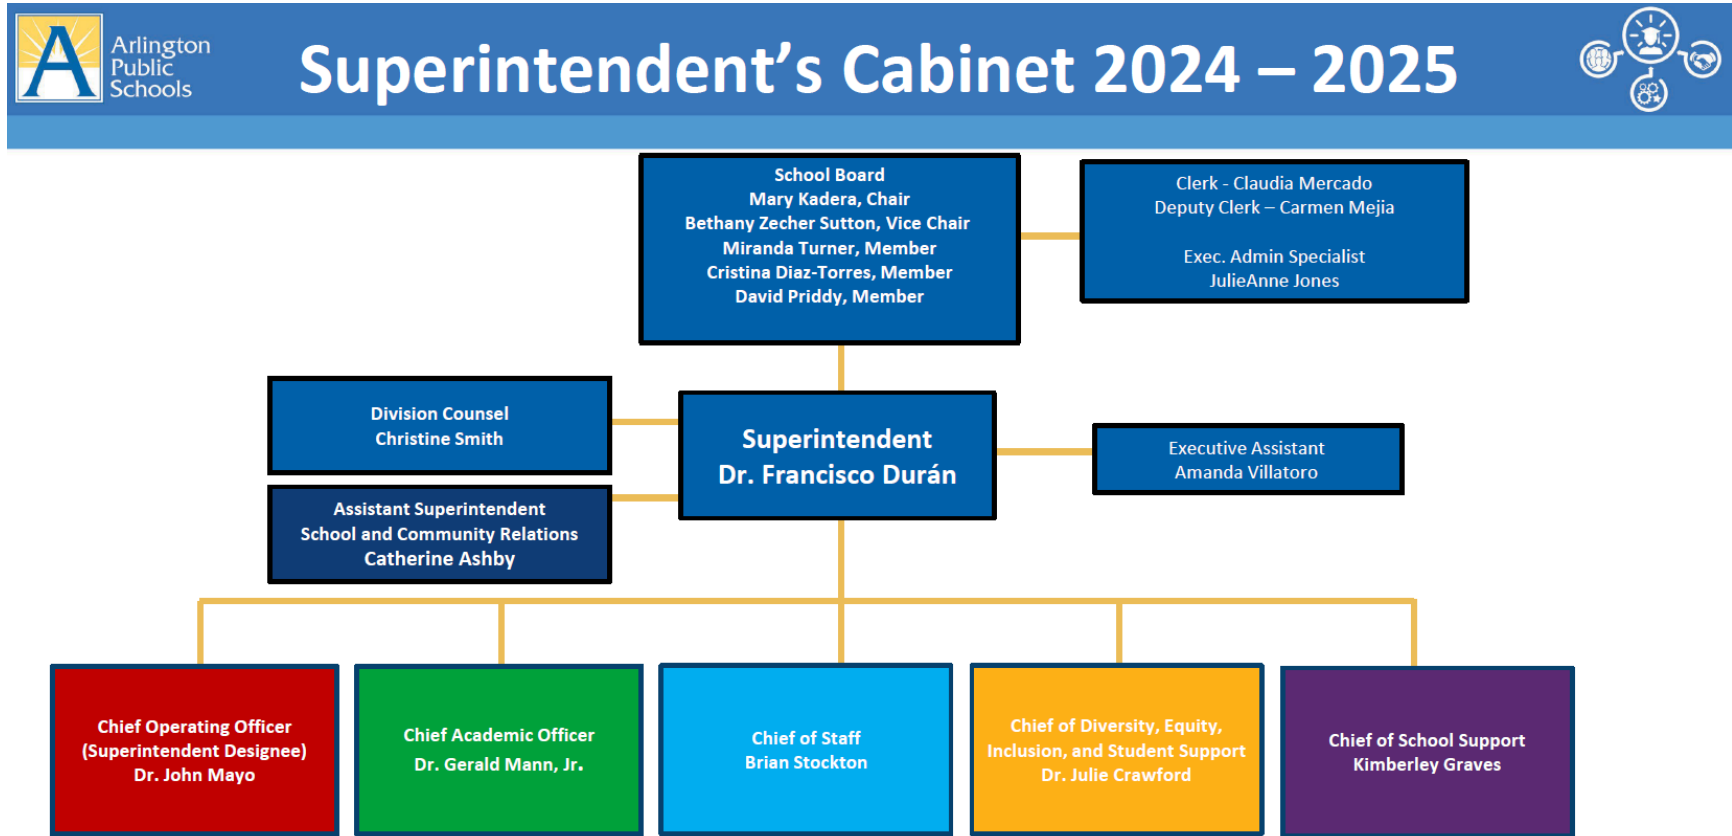 Arlington
Public
Schools
Superintendent's Cabinet 2024 – 2025
School Board
Mary Kadera, Chair
Bethany Zecher Sutton, Vice Chair
Miranda Turner, Member
Cristina Diaz-Torres, Member
David Priddy, Member
Clerk - Claudia Mercado
Deputy Clerk – Carmen Mejia
Exec. Admin Specialist
JulieAnne Jones
Division Counsel
Christine Smith
Superintendent
Dr. Francisco Durán
Executive Assistant
Amanda Villatoro
Assistant Superintendent
School and Community Relations
Catherine Ashby
Chief Operating Officer
(Superintendent Designee)
Dr. John Mayo
Chief Academic Officer
Dr. Gerald Mann, Jr.
Chief of Staff
Brian Stockton
Chief of Diversity, Equity,
Inclusion, and Student Support
Dr. Julie Crawford
Chief of School Support
Kimberley Graves